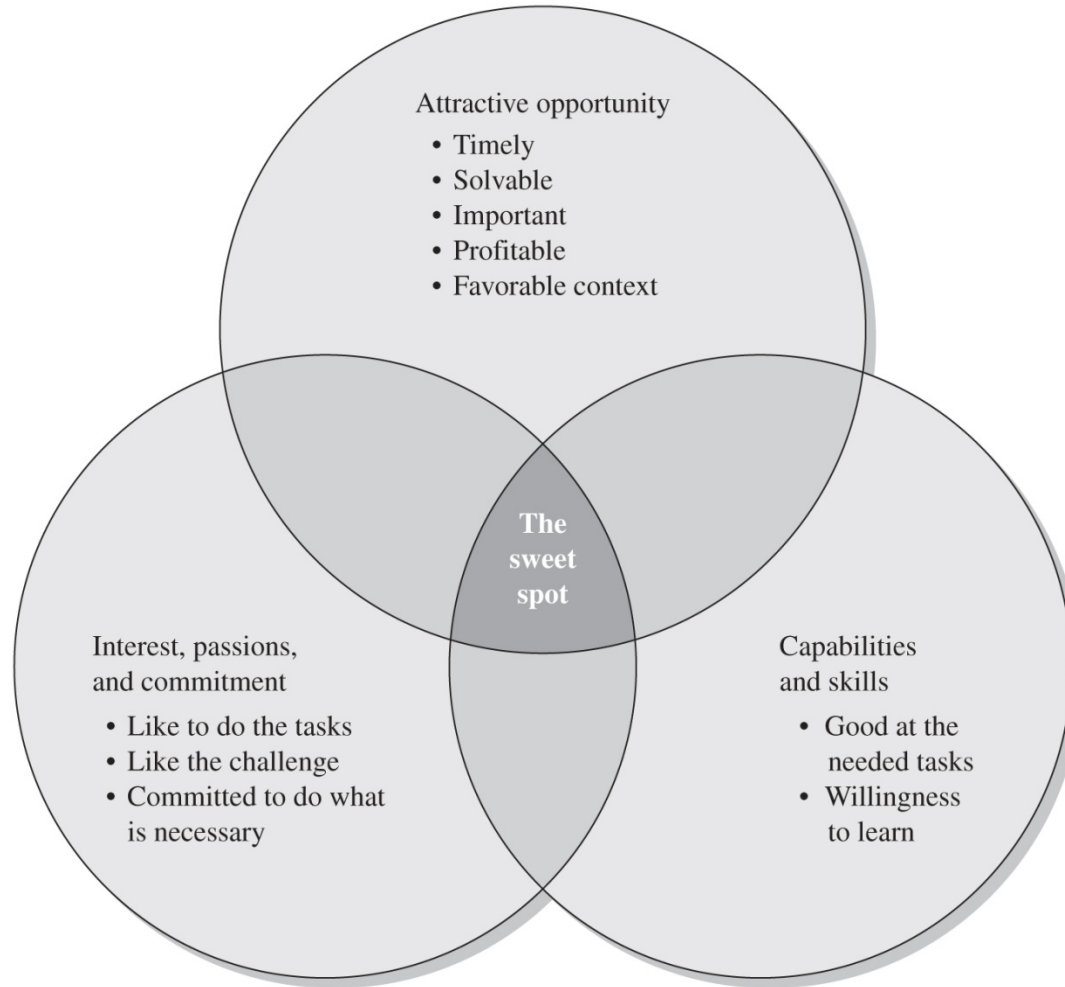 Attractive opportunity
• Timely
• Solvable
• Important
• Profitable
• Favorable context
The
sweet
spot
Interest, passions,
and commitment
• Like to do the tasks
• Like the challenge
• Committed to do what
is necessary
Capabilities
and skills
• Good at the
needed tasks
• Willingness
to learn